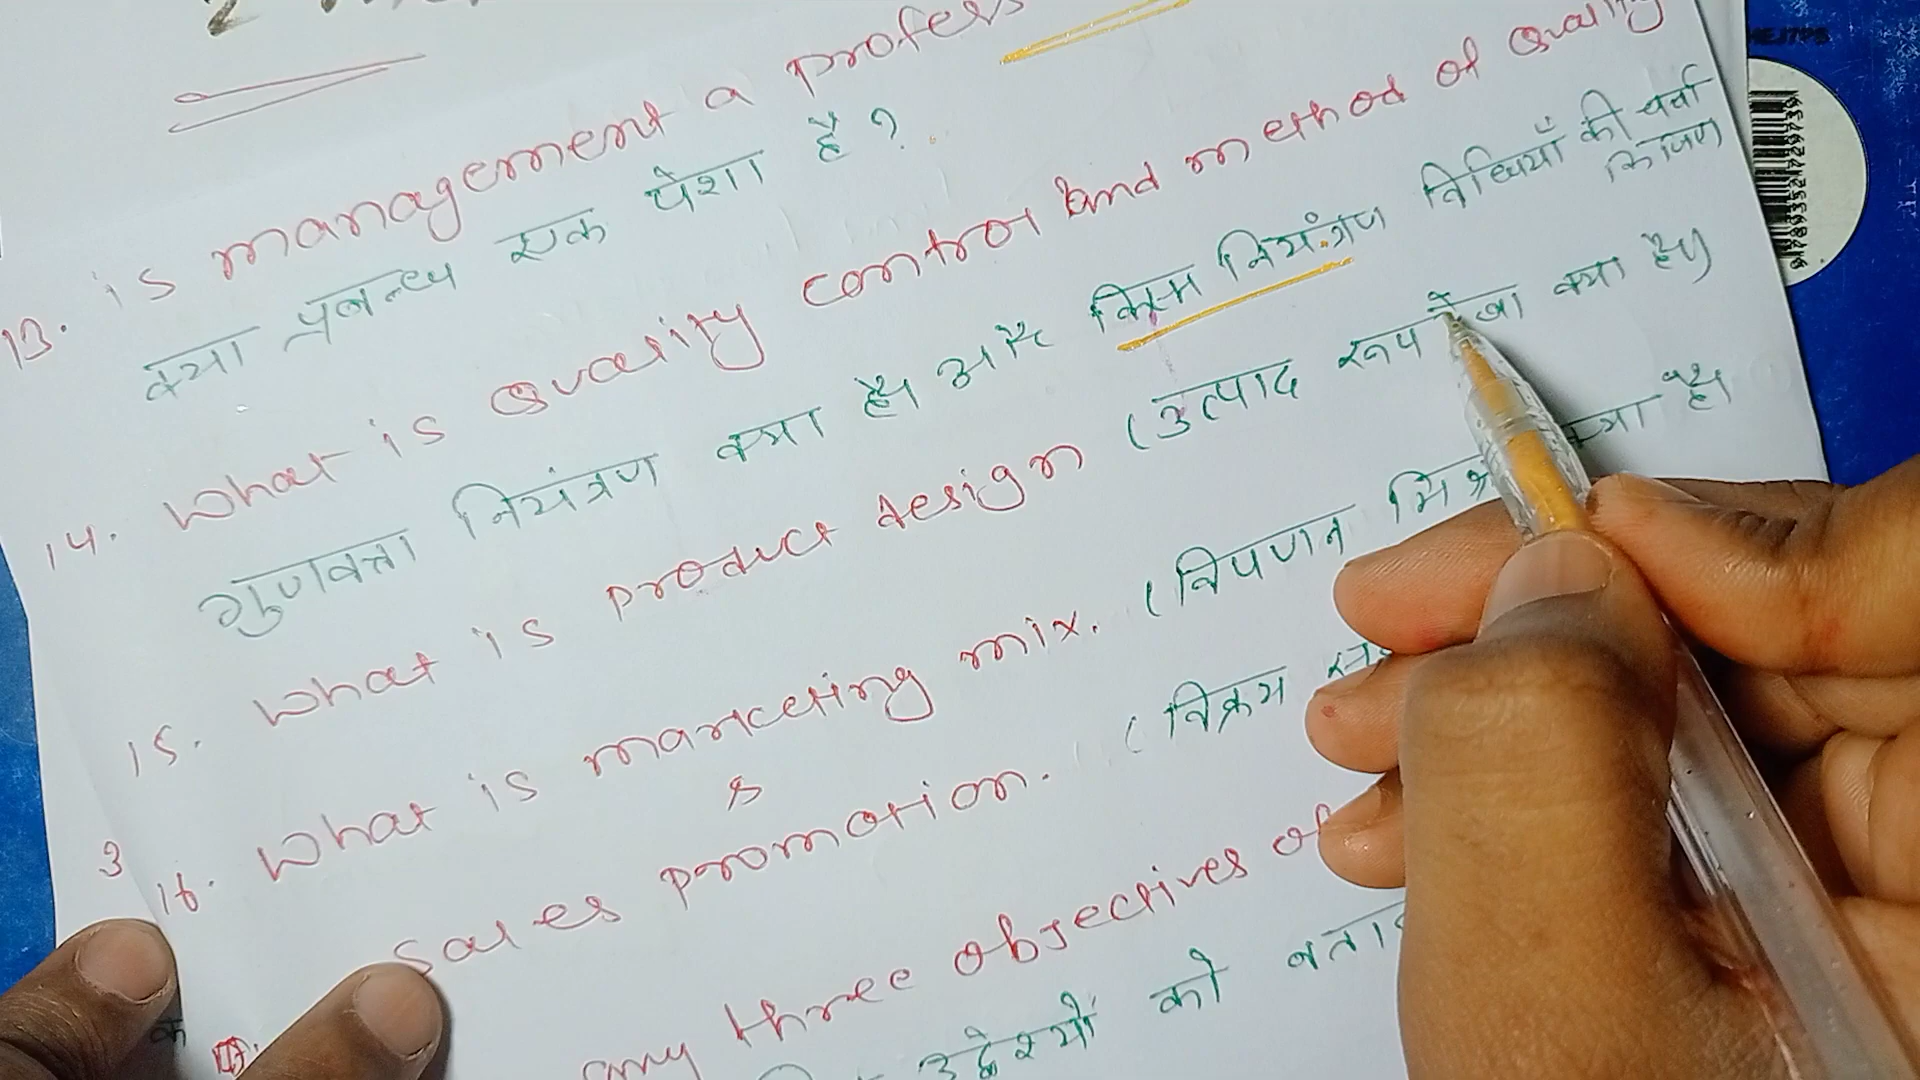 13. is management a profess
क्या प्रबन्ध एक पेशा है?
14. What is Quality control and method of Quality
गुणवत्ता नियंत्रण क्या है। और किस्म नियंत्रण विधियों की चर्चा
किजिए
15. What is product design (उत्पाद रूप रेखा क्या है।)
16. What is marketing mix. (विपणन मिश्र क्या है।
3
&
Sales promotion. (विक्रय
any three objectives of
उद्देश्यों को बता